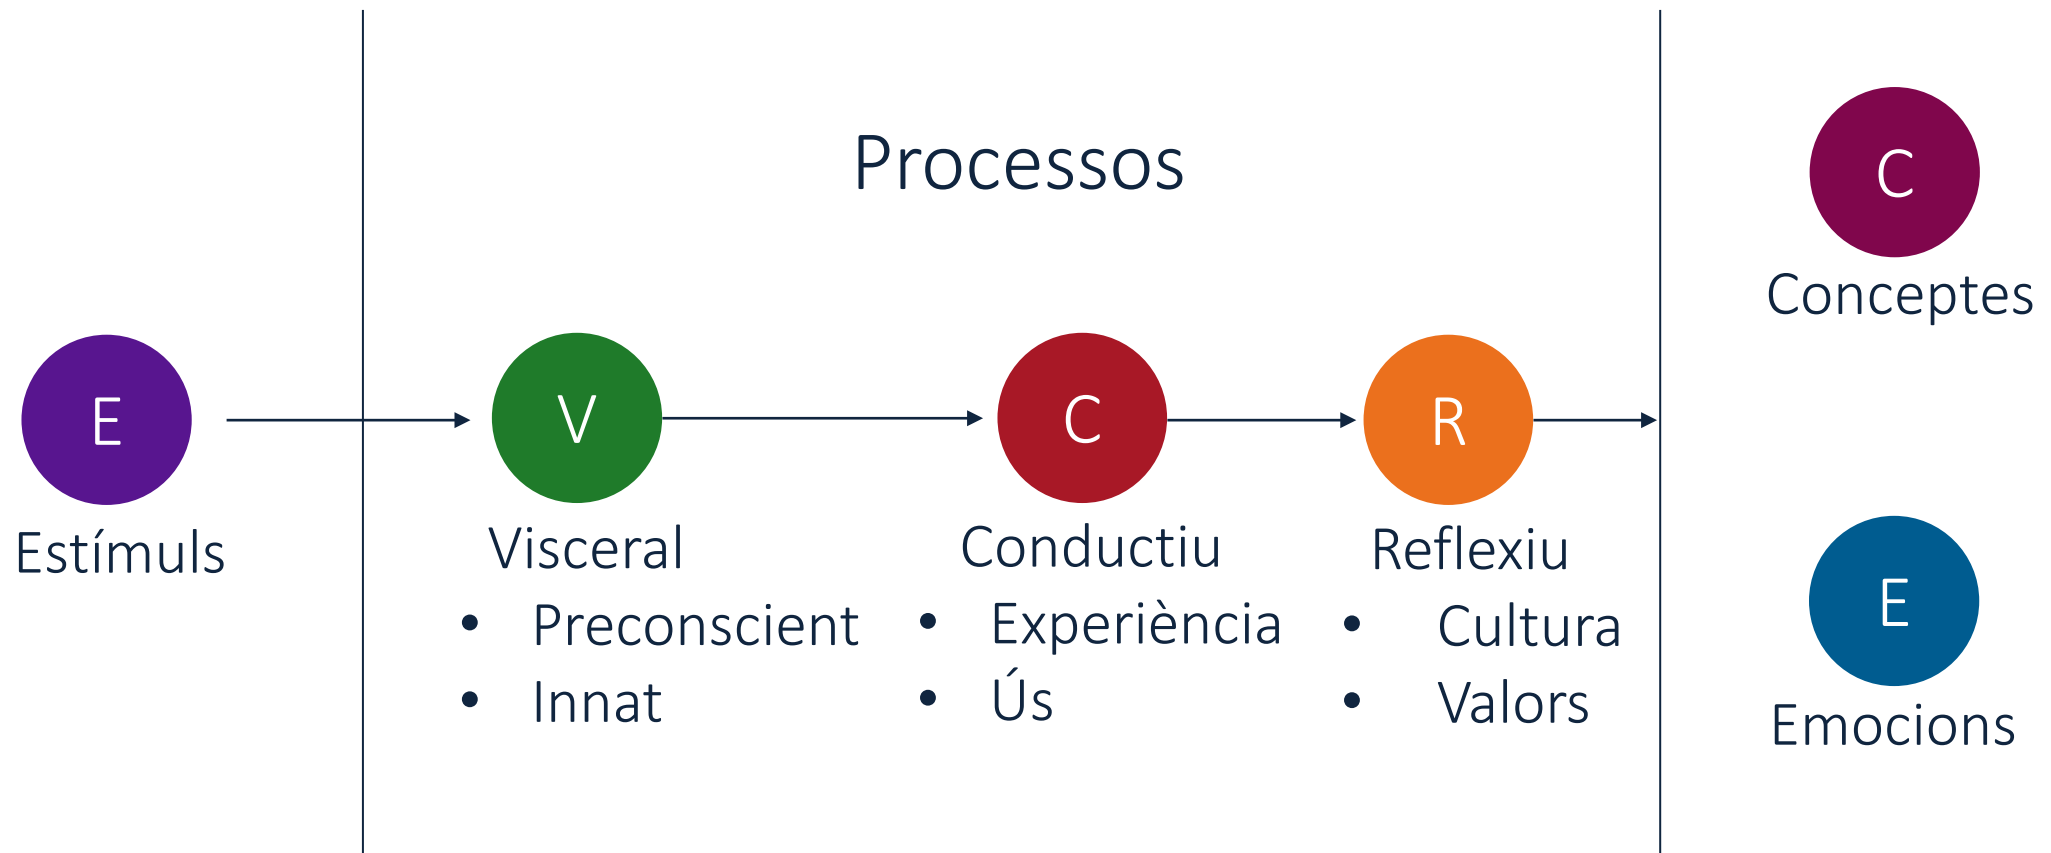 E
Estímuls
Processos
V
Visceral
• Preconscient
• Innat
C
Conductiu
• Experiència
• Ús
R
Reflexiu
• Cultura
• Valors
C
Conceptes
E
Emocions